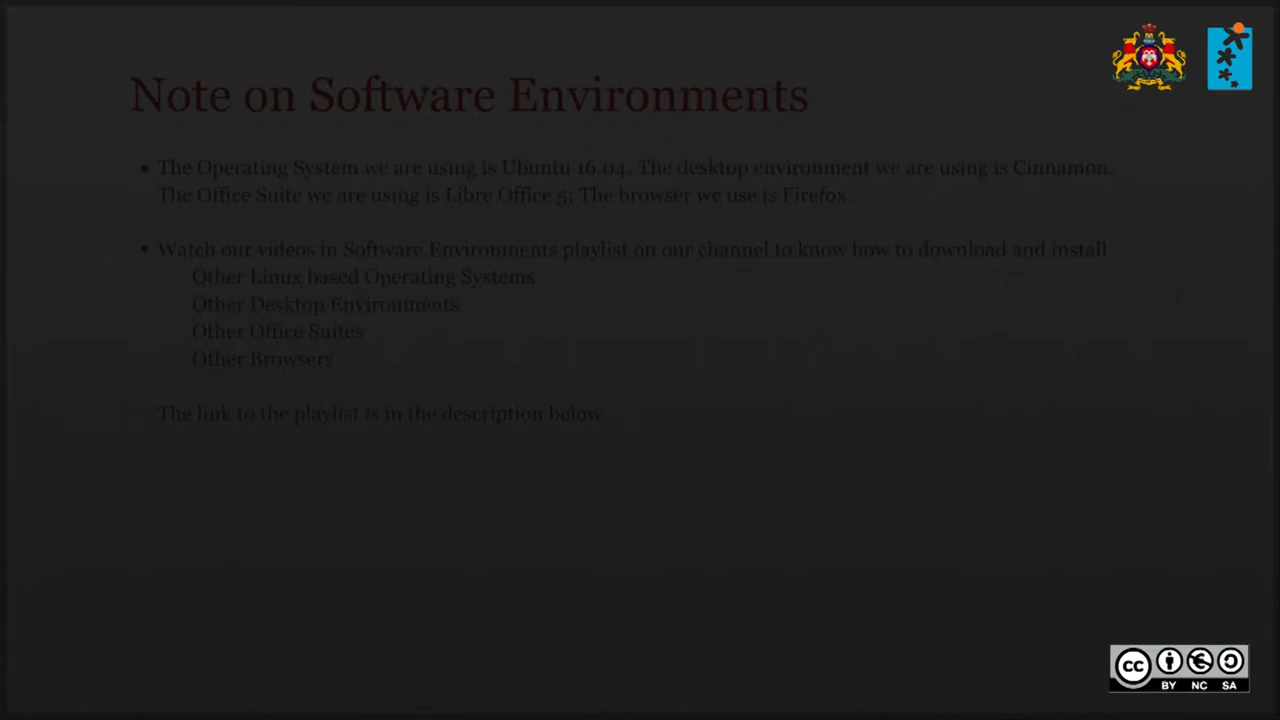 Note on Software Environments
• The Operating System we are using is Ubuntu 16.04. The desktop environment we are using is Cinnamon.
The Office Suite we are using is Libre Office 5; The browser we use is Firefox.
• Watch our videos in Software Environments playlist on our channel to know how to download and install
Other Linux based Operating Systems
Other Desktop Environments
Other Office Suites
Other Browsers
The link to the playlist is in the description below...
cc
BY NC SA